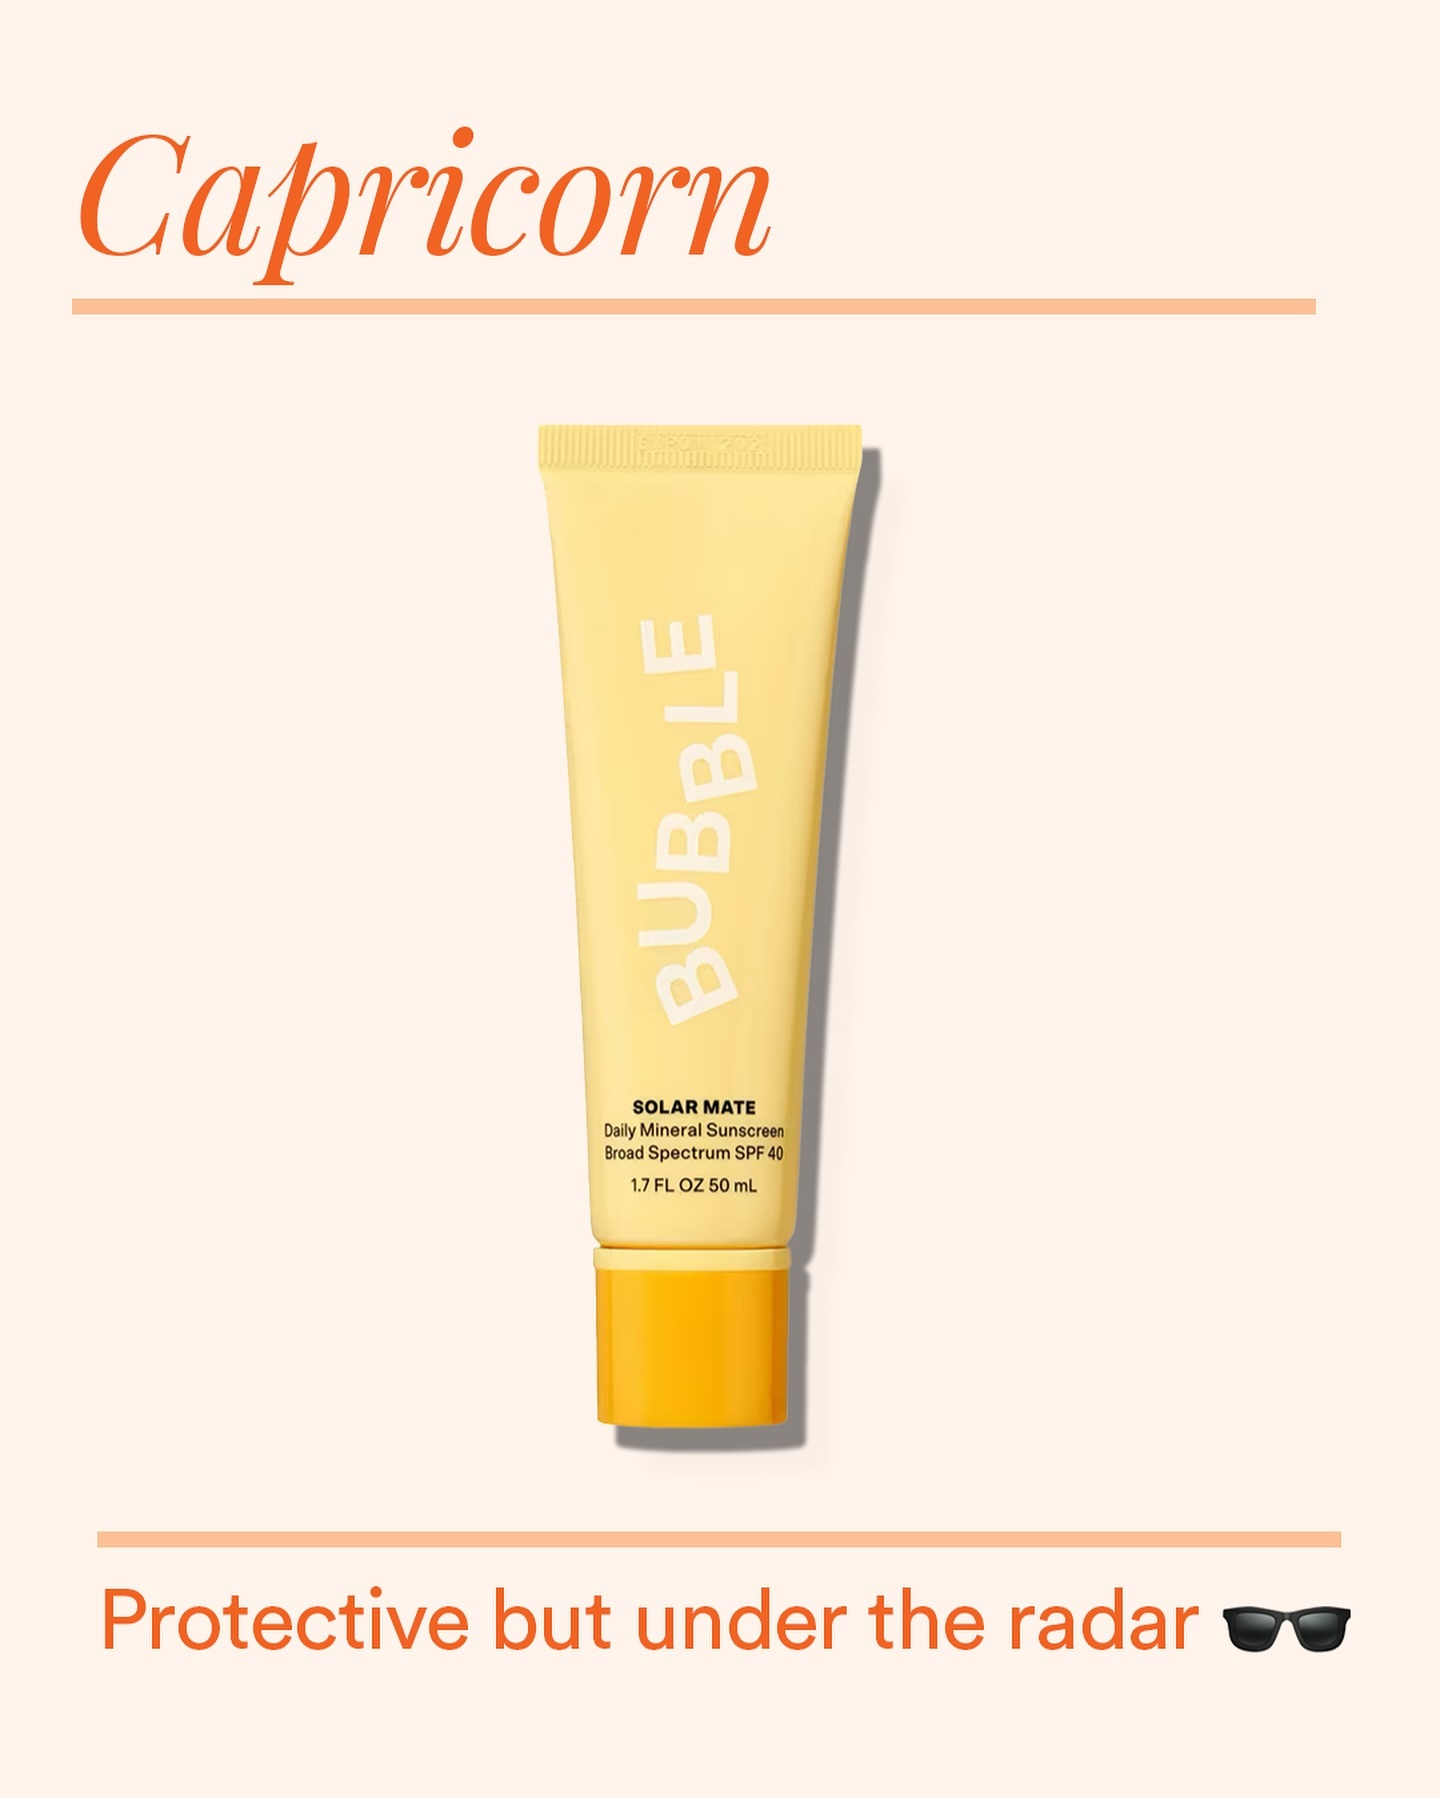 Capricorn
BUBBLE
SOLAR MATE
Daily Mineral Sunscreen
Broad Spectrum SPF 40
1.7 FL OZ 50 mL
Protective but under the radar 🕶️